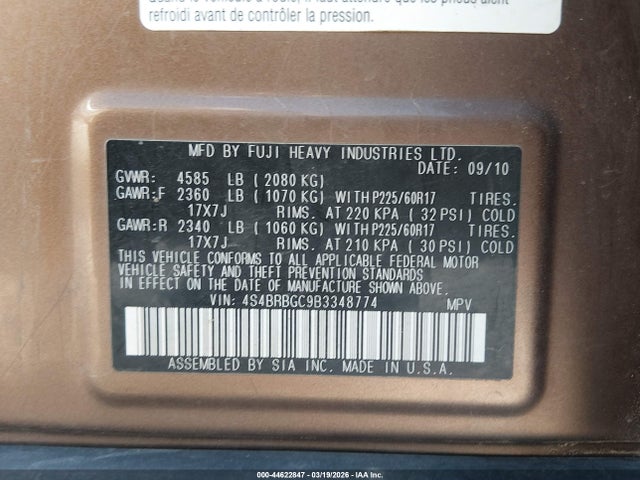 refroidi avant de contrôler la pression.
MFD BY FUJI HEAVY INDUSTRIES LTD.
DATE: 09/10
GVWR: 4585 LB ( 2080 KG)
GAWR:F 2360 LB ( 1070 KG) WITH P225/60R17 TIRES.
17X7J RIMS. AT 220 KPA ( 32 PSI) COLD
GAWR:R 2340 LB ( 1060 KG) WITH P225/60R17 TIRES.
17X7J RIMS. AT 210 KPA ( 30 PSI) COLD
THIS VEHICLE CONFORMS TO ALL APPLICABLE FEDERAL MOTOR
VEHICLE SAFETY AND THEFT PREVENTION STANDARDS
IN EFFECT ON THE DATE OF MANUFACTURE SHOWN ABOVE.
VIN: 4S4BRBGC9B3348774 MPV
ASSEMBLED BY SIA INC. MADE IN U.S.A.
000-44622847 - 03/19/2026 - IAA Inc.